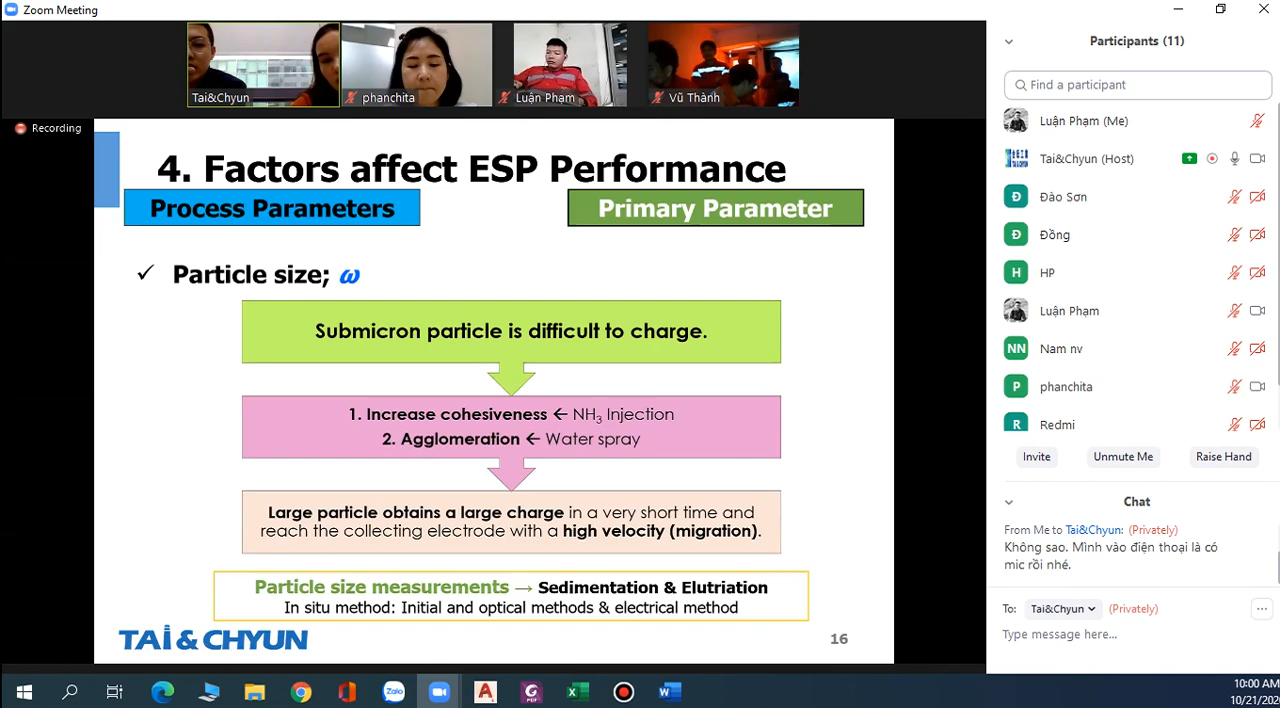 Zoom Meeting
Tai&Chyun
phanchita
Luận Phạm
Vũ Thành
Recording
4. Factors affect ESP Performance
Process Parameters
Primary Parameter
✓ Particle size; ω
Submicron particle is difficult to charge.
1. Increase cohesiveness ← NH₃ Injection
2. Agglomeration ← Water spray
Large particle obtains a large charge in a very short time and
reach the collecting electrode with a high velocity (migration).
Particle size measurements → Sedimentation & Elutriation
In situ method: Initial and optical methods & electrical method
TAI & CHYUN
16
Participants (11)
Find a participant
Luận Phạm (Me)
Tai&Chyun (Host)
Đ
Đào Sơn
Đ
Đồng
H
HP
Luận Phạm
NN
Nam nv
P
phanchita
R
Redmi
Invite
Unmute Me
Raise Hand
Chat
From Me to Tai&Chyun: (Privately)
Không sao. Mình vào điện thoại là có
mic rồi nhé.
To: Tai&Chyun (Privately)
Type message here...
Zalo
10:00 AM
10/21/20